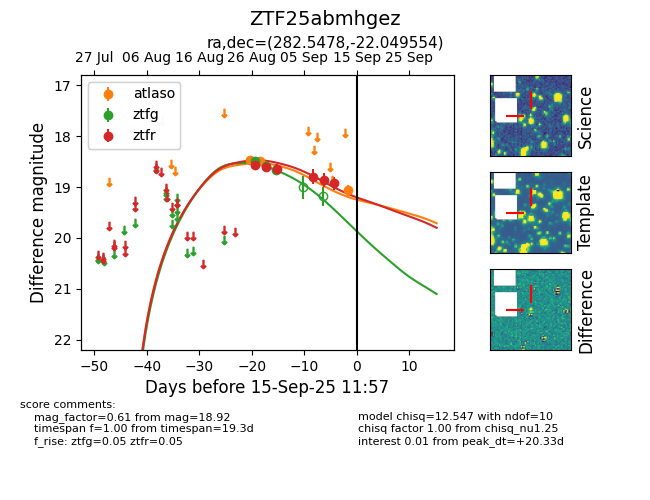 ZTF25abmhgez
ra,dec=(282.5478,-22.049554)
27 Jul 06 Aug 16 Aug 26 Aug 05 Sep 15 Sep 25 Sep
17
18
19
20
21
22
Difference magnitude
atlaso
ztfg
ztfr
−50 −40 −30 −20 −10 0 10
Days before 15-Sep-25 11:57
Science
Template
Difference
score comments:
mag_factor=0.61 from mag=18.92
timespan f=1.00 from timespan=19.3d
f_rise: ztfg=0.05 ztfr=0.05
model chisq=12.547 with ndof=10
chisq factor 1.00 from chisq_nu1.25
interest 0.01 from peak_dt=+20.33d